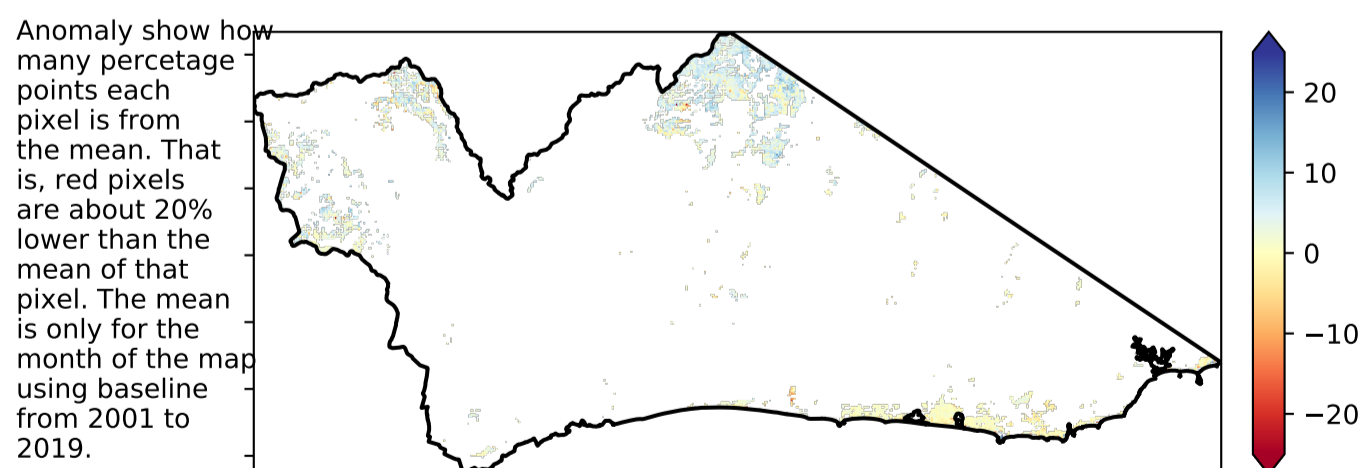 Anomaly show how
many percetage
points each
pixel is from
the mean. That
is, red pixels
are about 20%
lower than the
mean of that
pixel. The mean
is only for the
month of the map
using baseline
from 2001 to
2019.
20
10
0
−10
−20